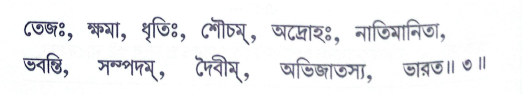 তেজঃ, ক্ষমা, ধৃতিঃ, শৌচম্, অদ্রোহঃ, নাতিমানিতা,
ভবন্তি, সম্পদম্, দৈবীম্, অভিজাতস্য, ভারত॥ ৩ ॥